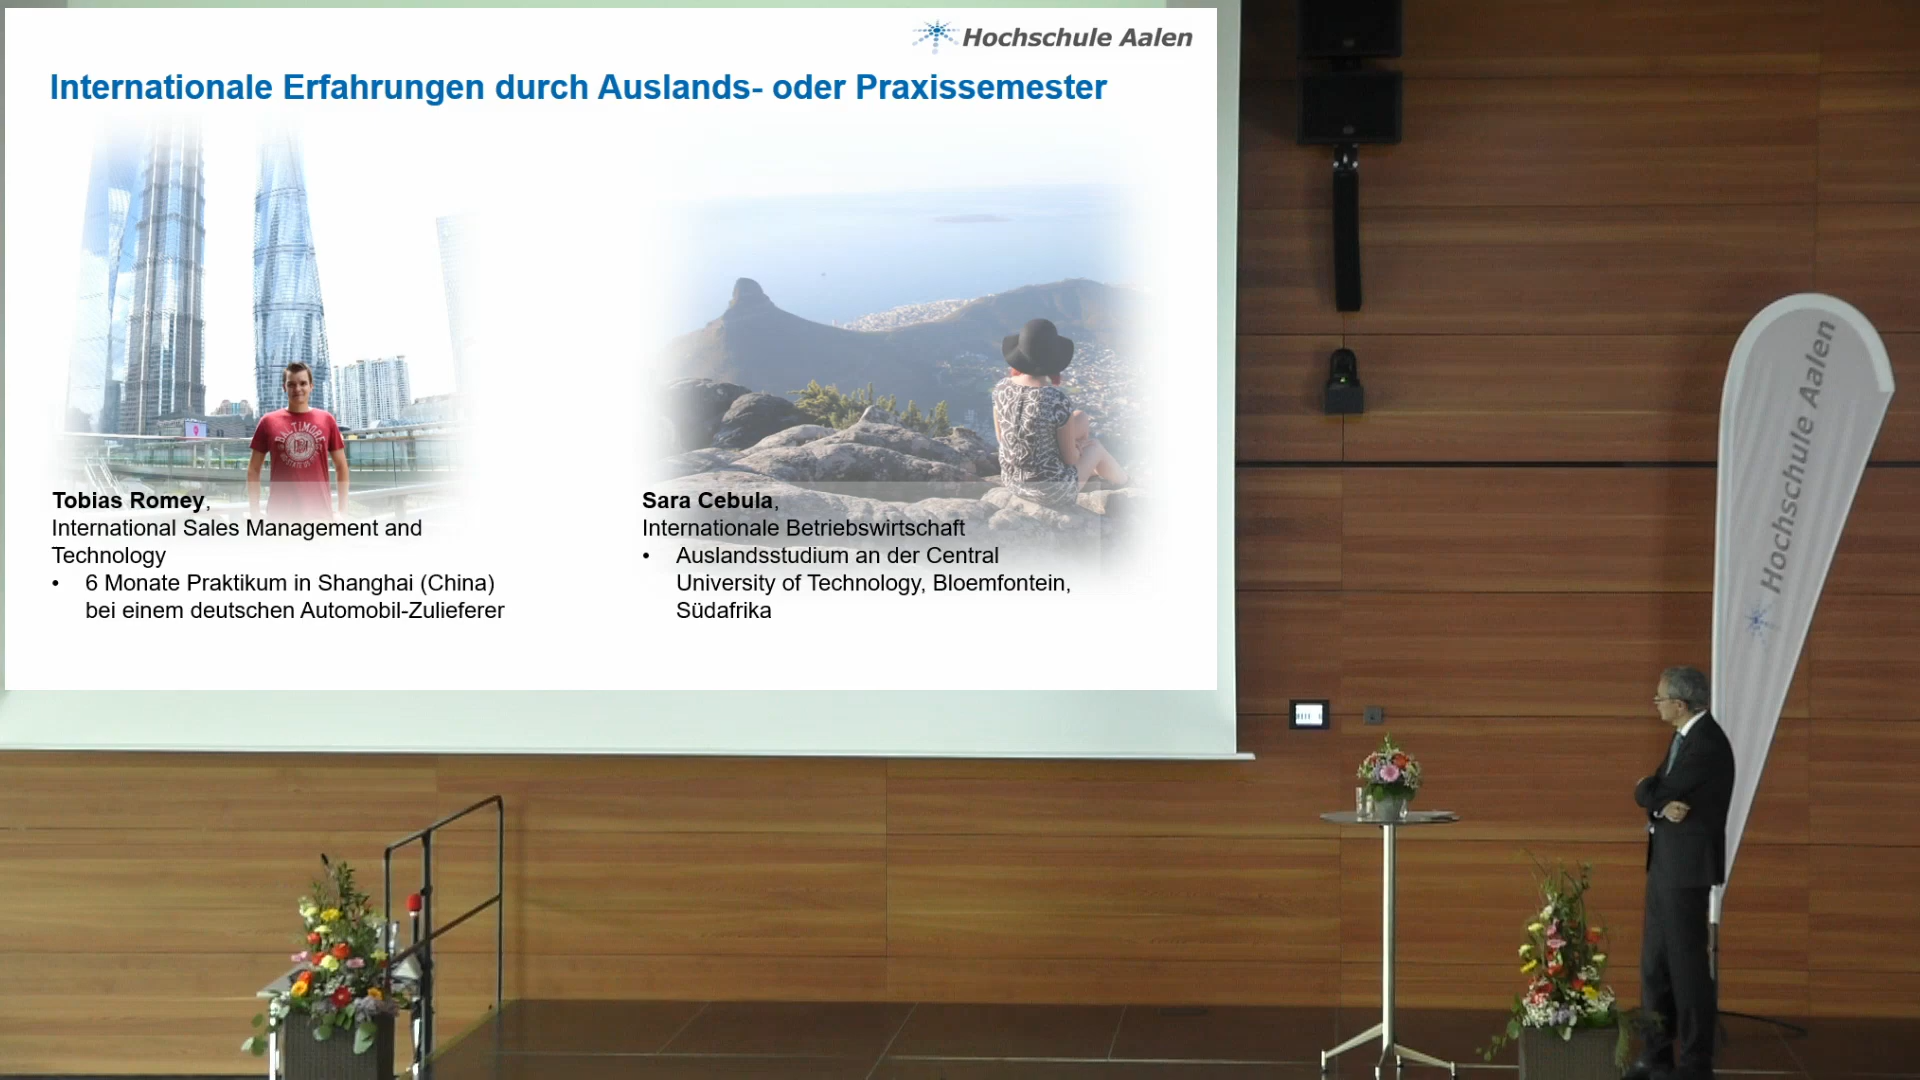 Hochschule Aalen
Internationale Erfahrungen durch Auslands- oder Praxissemester
BALTIMORE
Tobias Romey,
International Sales Management and
Technology
• 6 Monate Praktikum in Shanghai (China)
bei einem deutschen Automobil-Zulieferer
Sara Cebula,
Internationale Betriebswirtschaft
• Auslandsstudium an der Central
University of Technology, Bloemfontein,
Südafrika
Hochschule Aalen